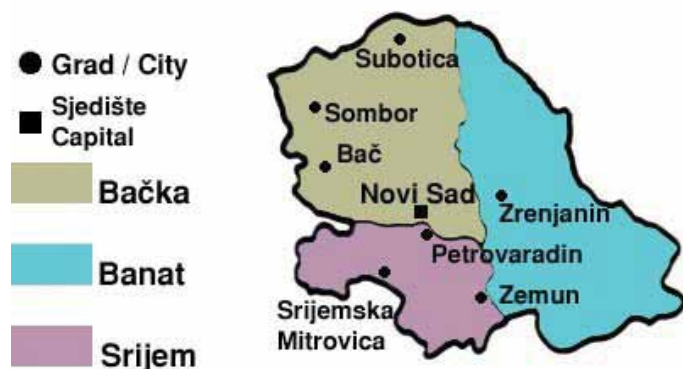 Grad / City
Sjedište
Capital
Bačka
Banat
Srijem
Subotica
Sombor
Bač
Novi Sad
Zrenjanin
Petrovaradin
Zemun
Srijemska
Mitrovica